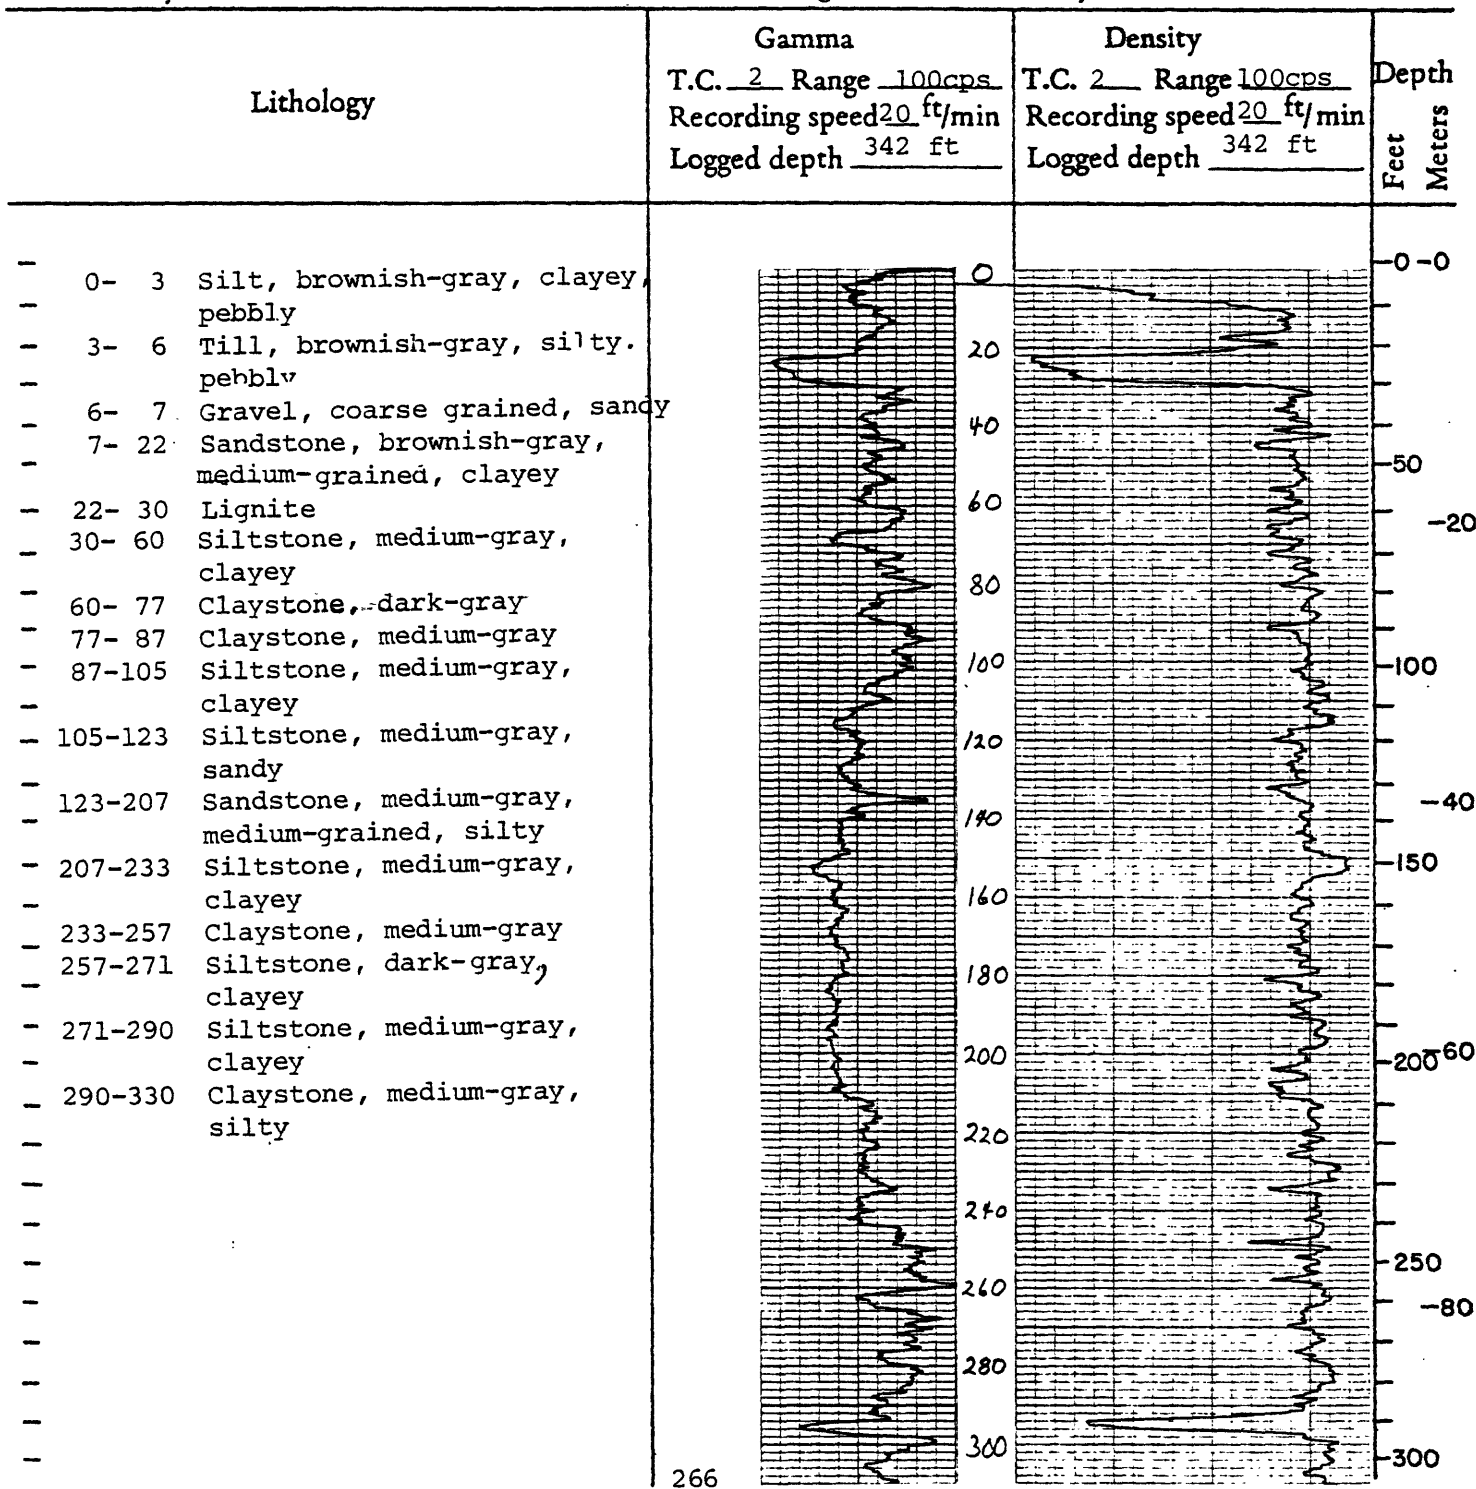 Lithology
Gamma
T.C. 2 Range 100cps
Recording speed 20 ft/min
Logged depth 342 ft
Density
T.C. 2 Range 100cps
Recording speed 20 ft/min
Logged depth 342 ft
Depth
Feet
Meters
0- 3 Silt, brownish-gray, clayey,
pebbly
3- 6 Till, brownish-gray, silty.
pebbly
6- 7 Gravel, coarse grained, sandy
7- 22 Sandstone, brownish-gray,
medium-grained, clayey
22- 30 Lignite
30- 60 Siltstone, medium-gray,
clayey
60- 77 Claystone, dark-gray
77- 87 Claystone, medium-gray
87-105 Siltstone, medium-gray,
clayey
105-123 Siltstone, medium-gray,
sandy
123-207 Sandstone, medium-gray,
medium-grained, silty
207-233 Siltstone, medium-gray,
clayey
233-257 Claystone, medium-gray
257-271 Siltstone, dark-gray,
clayey
271-290 Siltstone, medium-gray,
clayey
290-330 Claystone, medium-gray,
silty
0
20
40
60
80
100
120
140
160
180
200
220
240
260
280
300
-0 -0
-50
-20
-100
-40
-150
-200
-60
-250
-80
-300
266